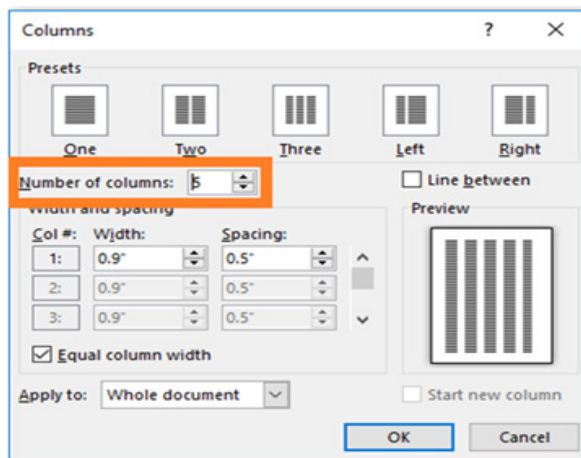 Columns ?
Presets
One Two Three Left Right
Number of columns: 5
Line between
Width and spacing
Preview
Col #: Width: Spacing:
1: 0.9" 0.5"
2: 0.9" 0.5"
3: 0.9" 0.5"
Equal column width
Apply to: Whole document
Start new column
OK Cancel